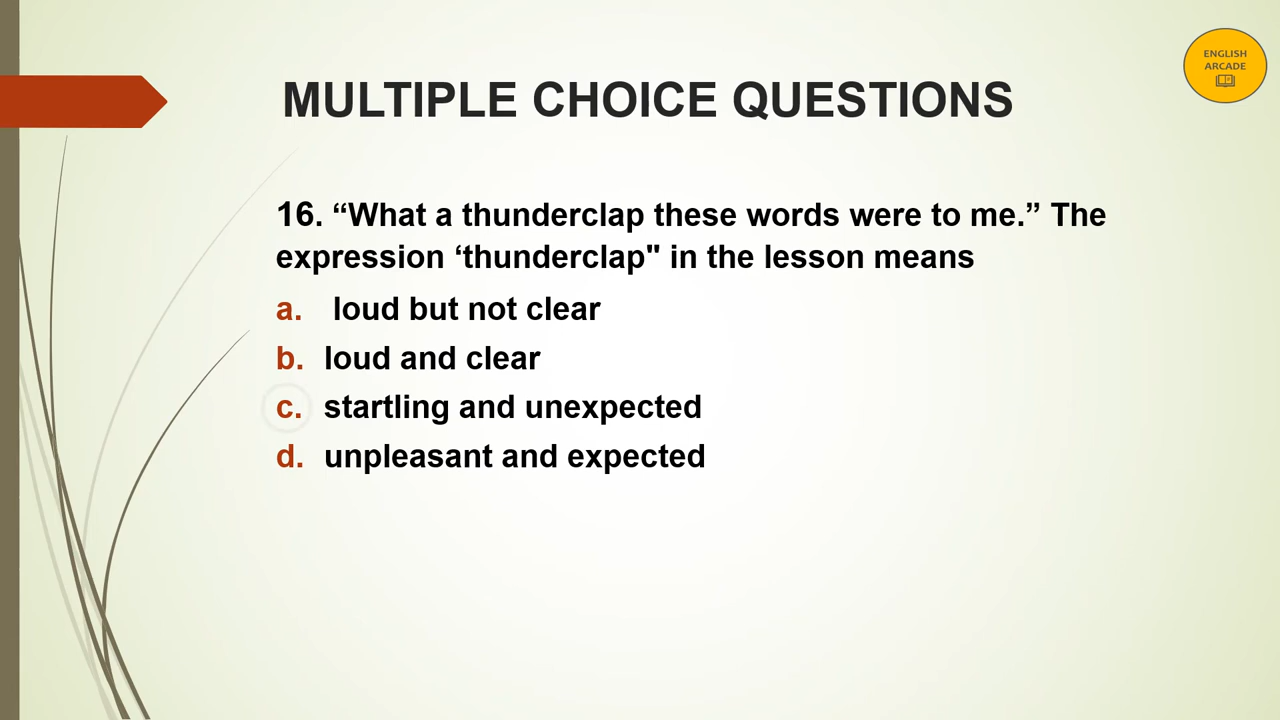 ENGLISH
ARCADE
MULTIPLE CHOICE QUESTIONS
16. “What a thunderclap these words were to me.” The
expression ‘thunderclap" in the lesson means
a. loud but not clear
b. loud and clear
c. startling and unexpected
d. unpleasant and expected